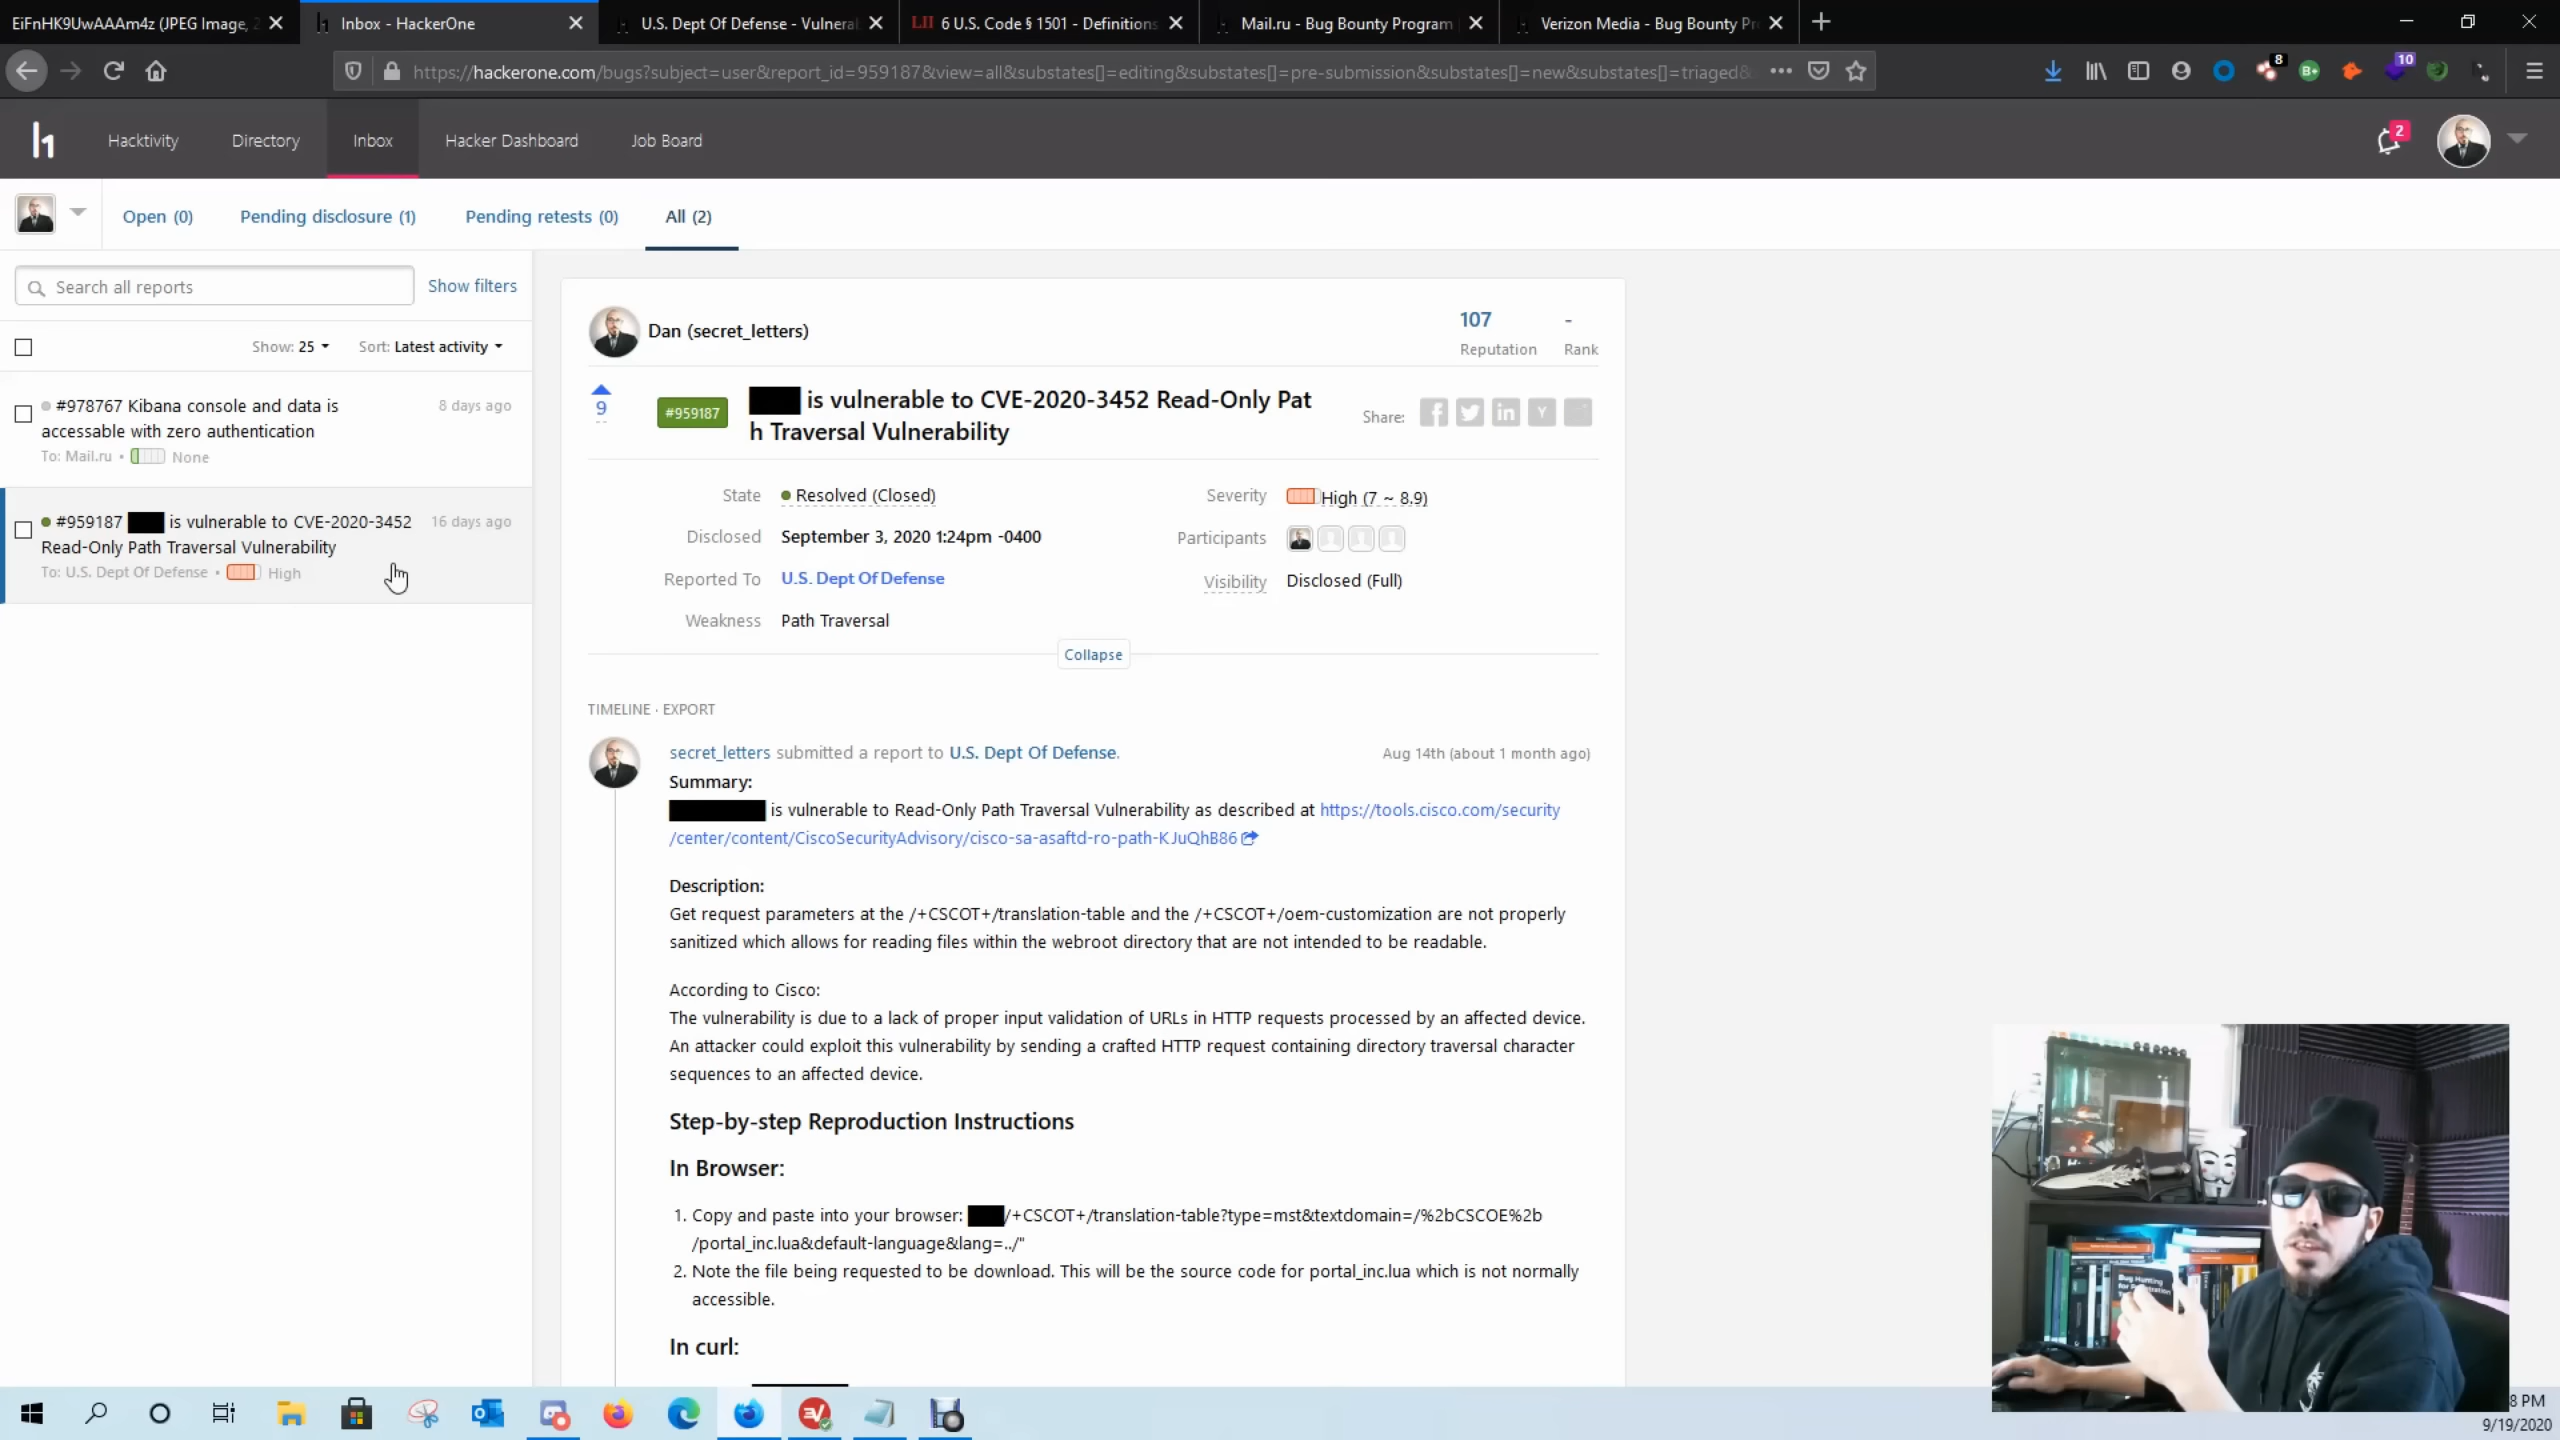 EiFnHK9UwAAAm4z (JPEG Image, 2
Inbox - HackerOne
U.S. Dept Of Defense - Vulnera
LII 6 U.S. Code § 1501 - Definitions
Mail.ru - Bug Bounty Program
Verizon Media - Bug Bounty Pr
https://hackerone.com/bugs?subject=user&report_id=959187&view=all&substates[]=editing&substates[]=pre-submission&substates[]=new&substates[]=triaged&
8
B+
10
h1
Hacktivity
Directory
Inbox
Hacker Dashboard
Job Board
2
Open (0)
Pending disclosure (1)
Pending retests (0)
All (2)
Search all reports
Show filters
Show: 25
Sort: Latest activity
#978767 Kibana console and data is
accessable with zero authentication
8 days ago
To: Mail.ru • None
#959187 is vulnerable to CVE-2020-3452
Read-Only Path Traversal Vulnerability
16 days ago
To: U.S. Dept Of Defense • High
Dan (secret_letters)
107
Reputation
-
Rank
9
#959187
is vulnerable to CVE-2020-3452 Read-Only Pat
h Traversal Vulnerability
Share:
State Resolved (Closed)
Severity High (7 ~ 8.9)
Disclosed September 3, 2020 1:24pm -0400
Participants
Reported To U.S. Dept Of Defense
Visibility Disclosed (Full)
Weakness Path Traversal
Collapse
TIMELINE · EXPORT
secret_letters submitted a report to U.S. Dept Of Defense.
Aug 14th (about 1 month ago)
Summary:
is vulnerable to Read-Only Path Traversal Vulnerability as described at https://tools.cisco.com/security
/center/content/CiscoSecurityAdvisory/cisco-sa-asaftd-ro-path-KJuQhB86
Description:
Get request parameters at the /+CSCOT+/translation-table and the /+CSCOT+/oem-customization are not properly
sanitized which allows for reading files within the webroot directory that are not intended to be readable.
According to Cisco:
The vulnerability is due to a lack of proper input validation of URLs in HTTP requests processed by an affected device.
An attacker could exploit this vulnerability by sending a crafted HTTP request containing directory traversal character
sequences to an affected device.
Step-by-step Reproduction Instructions
In Browser:
1. Copy and paste into your browser: /+CSCOT+/translation-table?type=mst&textdomain=/%2bCSCOE%2b
/portal_inc.lua&default-language&lang=../"
2. Note the file being requested to be download. This will be the source code for portal_inc.lua which is not normally
accessible.
In curl:
Bug Hunting
8 PM
9/19/2020